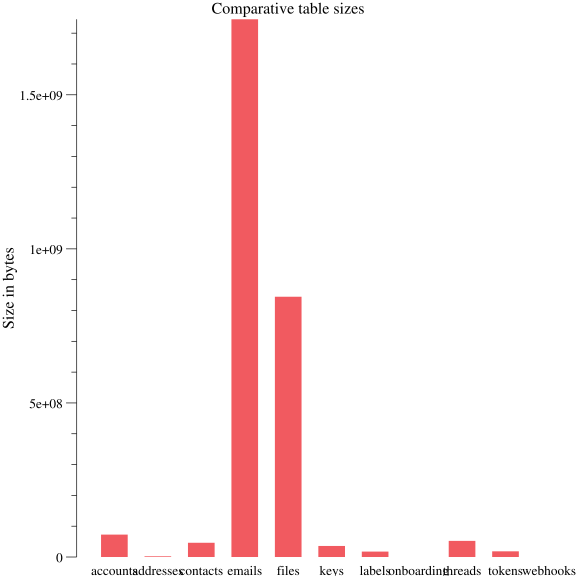 Comparative table sizes
Size in bytes
1.5e+09
1e+09
5e+08
0
accounts addresses contacts emails files keys labels onboarding threads tokens webhooks